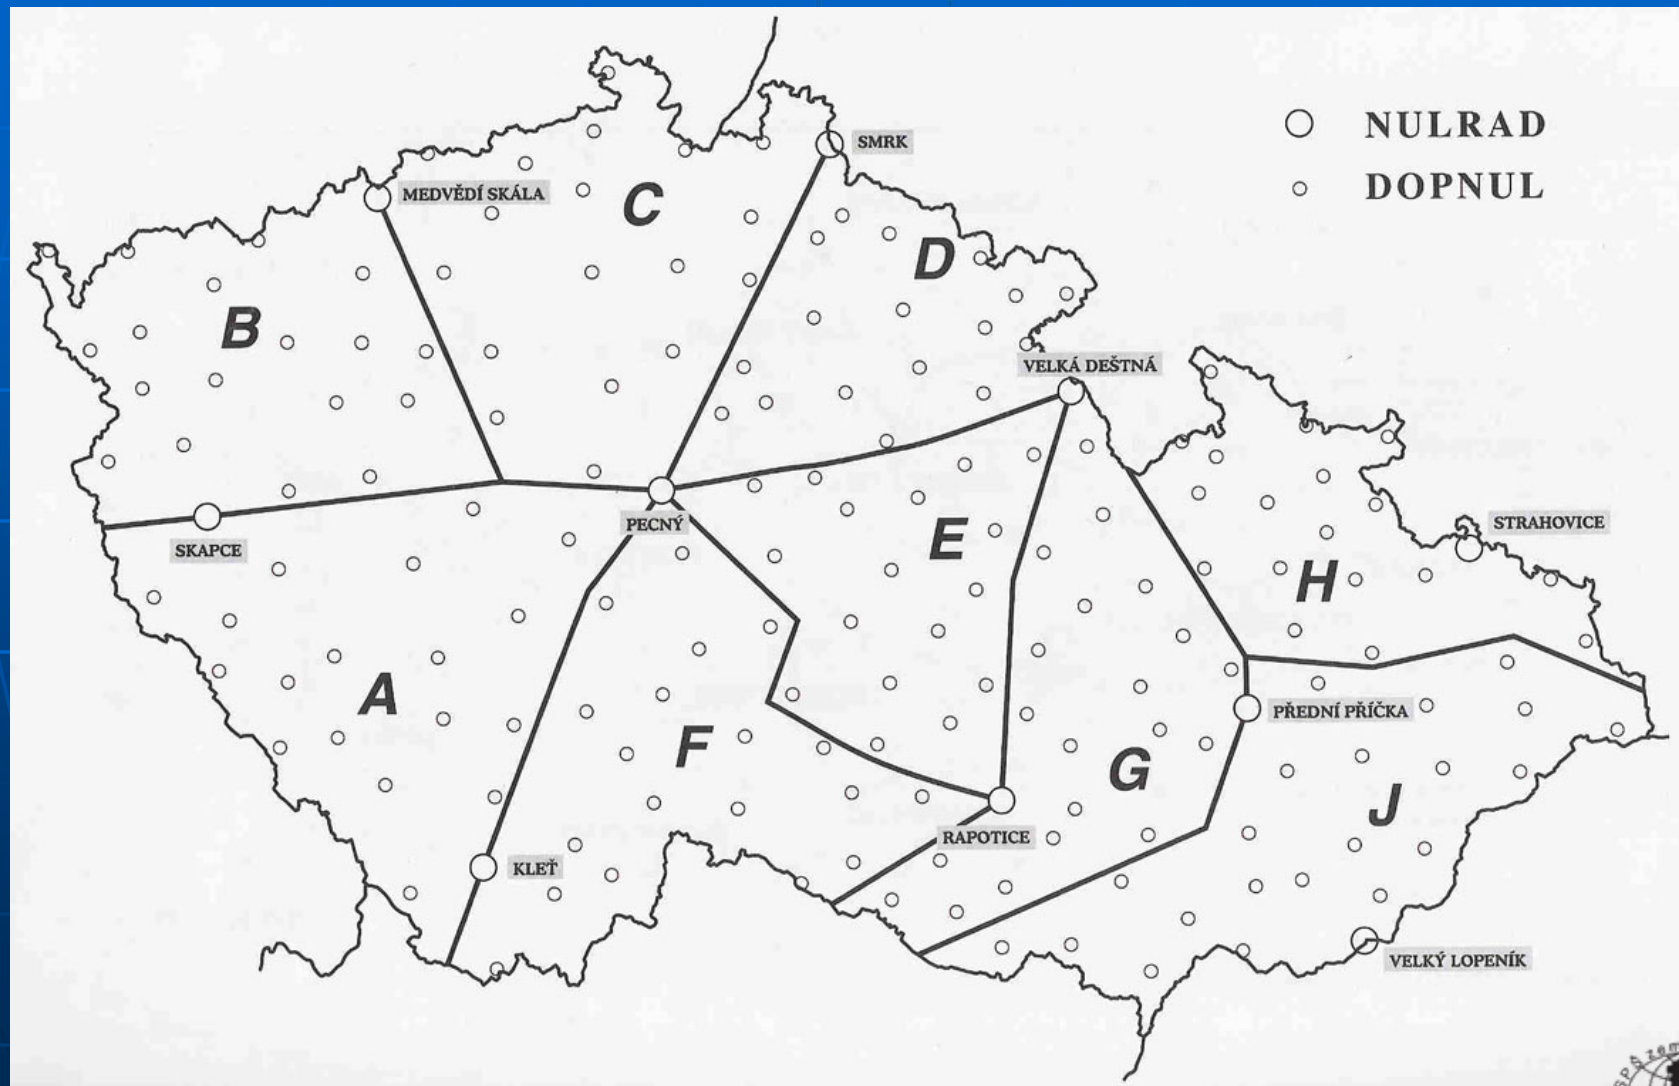 NULRAD
DOPNUL
SMRK
MEDVĚDÍ SKÁLA
C
D
B
VELKÁ DEŠTNÁ
PECNÝ
SKAPCE
E
STRAHOVICE
H
A
F
G
PŘEDNÍ PŘÍČKA
J
RAPOTICE
KLEŤ
VELKÝ LOPENÍK